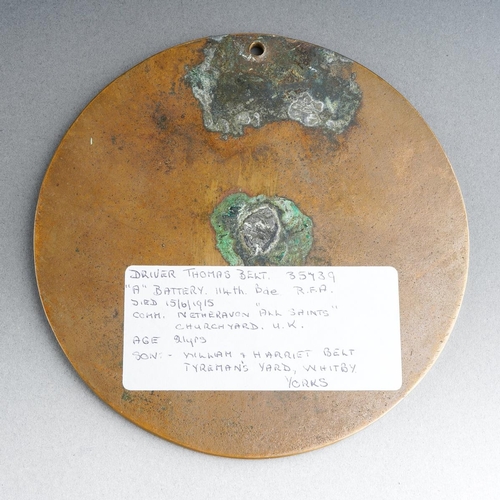 DRIVER THOMAS BELT. 35939
"A" BATTERY. 114th. Bde R.F.A.
DIED 15/6/1915 "
COMM. NETHERAVON ALL SAINTS"
CHURCHYARD, U.K.
AGE 21yrs
SON:- WILLIAM & HARRIET BELT
TYREMAN'S YARD, WHITBY
YORKS